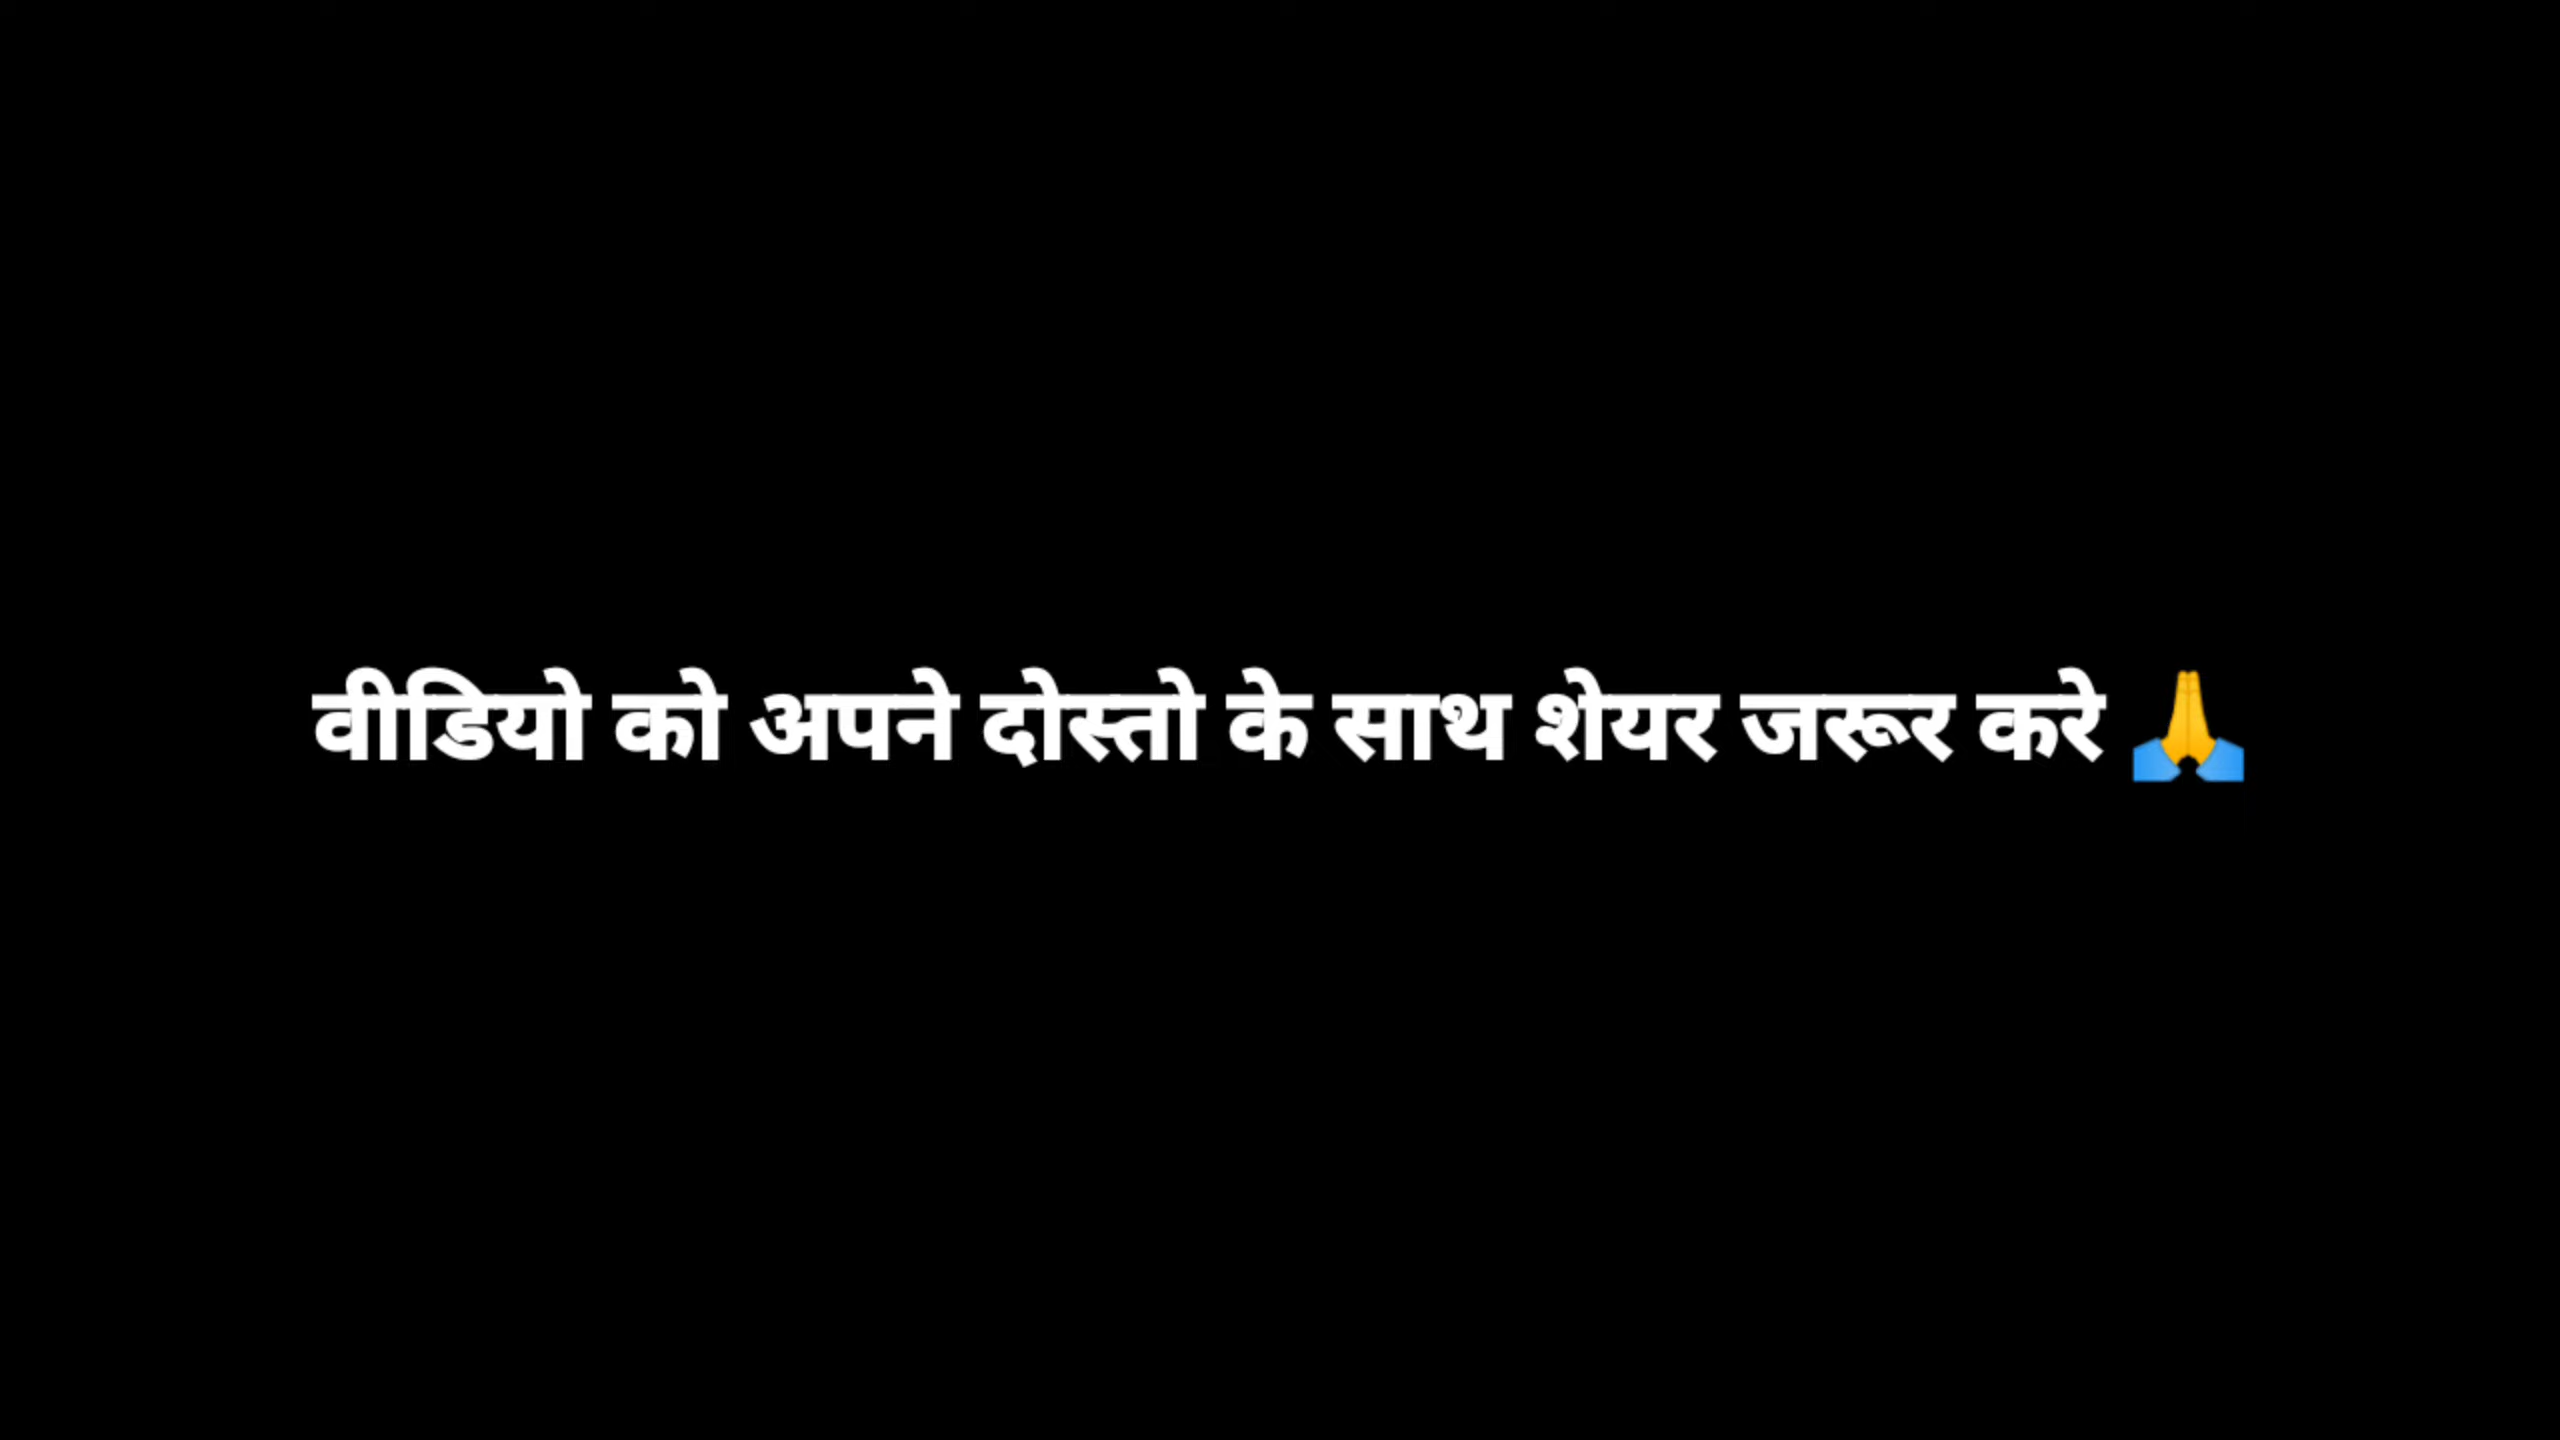 वीडियो को अपने दोस्तो के साथ शेयर जरूर करे 🙏